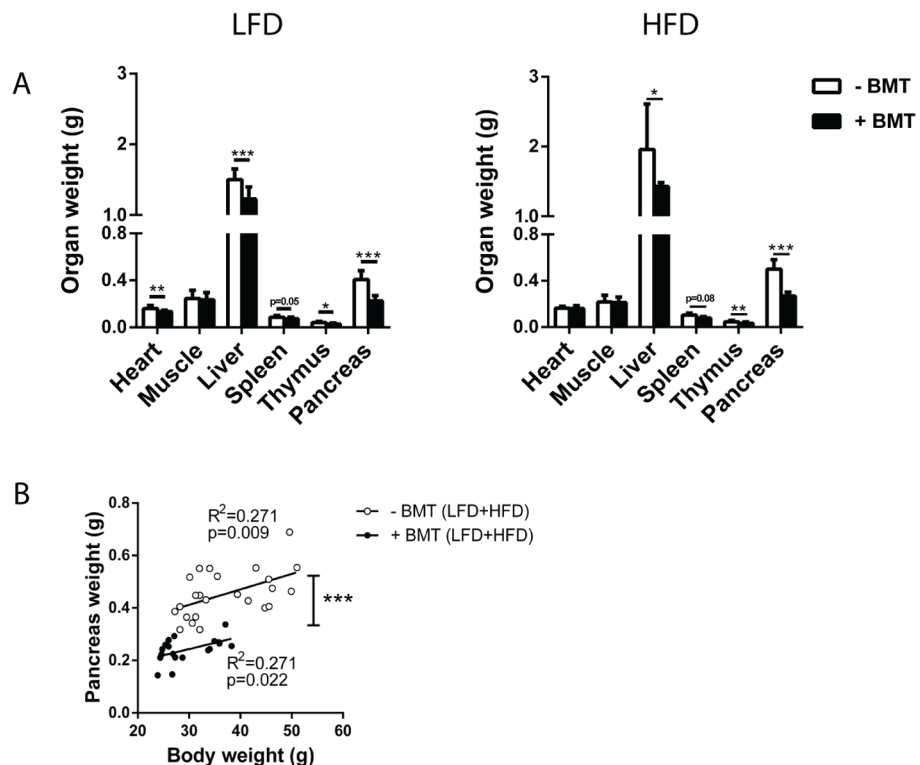 LFD
HFD
A
Organ weight (g)
3
2
1.0
0.8
0.4
0.0
**
***
p=0.05
*
***
Heart
Muscle
Liver
Spleen
Thymus
Pancreas
Organ weight (g)
3
2
1.0
0.8
0.4
0.0
*
p=0.08
**
***
Heart
Muscle
Liver
Spleen
Thymus
Pancreas
- BMT
+ BMT
B
Pancreas weight (g)
0.8
0.6
0.4
0.2
0.0
20
40
60
30
50
Body weight (g)
R²=0.271
p=0.009
R²=0.271
p=0.022
***
- BMT (LFD+HFD)
+ BMT (LFD+HFD)